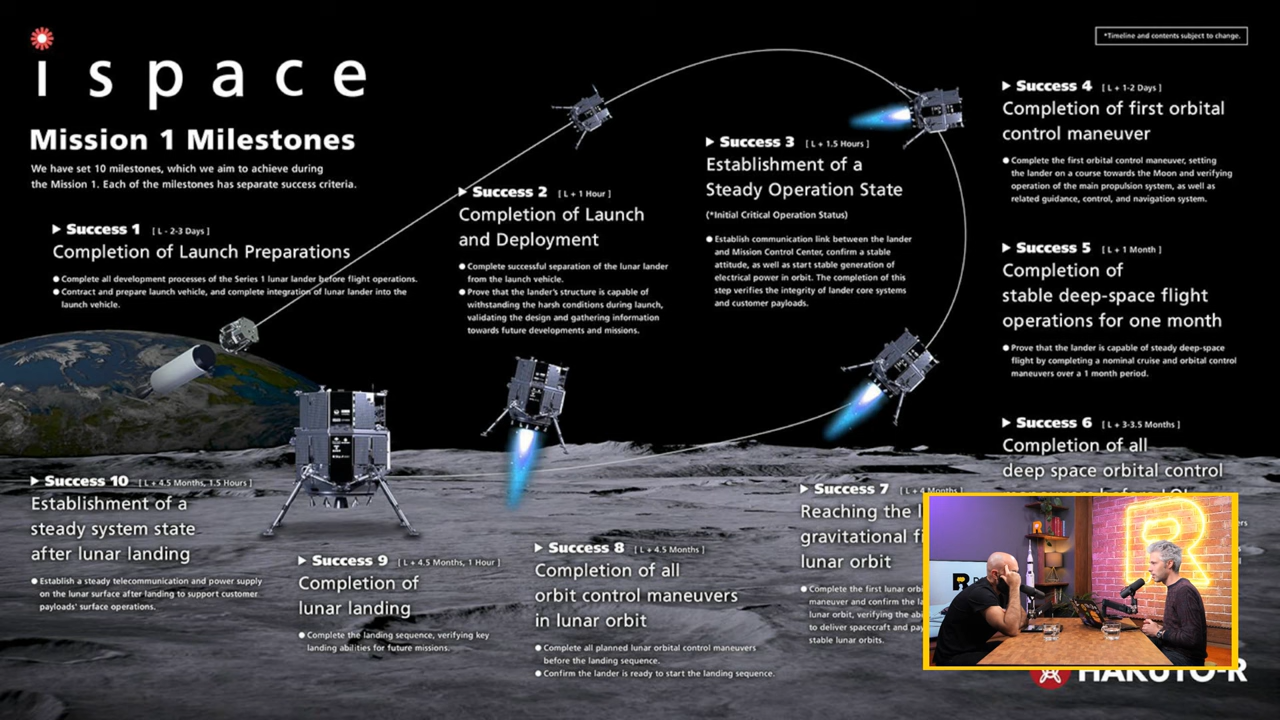 *Timeline and contents subject to change.
ispace
Mission 1 Milestones
We have set 10 milestones, which we aim to achieve during
the Mission 1. Each of the milestones has separate success criteria.
Success 1 [ L - 2-3 Days ]
Completion of Launch Preparations
Complete all development processes of the Series 1 lunar lander before flight operations.
Contract and prepare launch vehicle, and complete integration of lunar lander into the
launch vehicle.
Success 2 [ L + 1 Hour ]
Completion of Launch
and Deployment
Complete successful separation of the lunar lander
from the launch vehicle.
Prove that the lander's structure is capable of
withstanding the harsh conditions during launch,
validating the design and gathering information
towards future developments and missions.
Success 3 [ L + 1.5 Hours ]
Establishment of a
Steady Operation State
(*Initial Critical Operation Status)
Establish communication link between the lander
and Mission Control Center, confirm a stable
attitude, as well as start stable generation of
electrical power in orbit. The completion of this
step verifies the integrity of lander core systems
and customer payloads.
Success 4 [ L + 1-2 Days ]
Completion of first orbital
control maneuver
Complete the first orbital control maneuver, setting
the lander on a course towards the Moon and verifying
operation of the main propulsion system, as well as
related guidance, control, and navigation system.
Success 5 [ L + 1 Month ]
Completion of
stable deep-space flight
operations for one month
Prove that the lander is capable of steady deep-space
flight by completing a nominal cruise and orbital control
maneuvers over a 1 month period.
Success 6 [ L + 3-3.5 Months ]
Completion of all
deep space orbital control
Success 7 [ L + 4 Months ]
Reaching the
gravitational
lunar orbit
Complete the first lunar
maneuver and confirm the
lunar orbit, verifying the
to deliver spacecraft and
stable lunar orbits.
Success 8 [ L + 4.5 Months ]
Completion of all
orbit control maneuvers
in lunar orbit
Complete all planned lunar orbital control maneuvers
before the landing sequence.
Confirm the lander is ready to start the landing sequence.
Success 9 [ L + 4.5 Months, 1 Hour ]
Completion of
lunar landing
Complete the landing sequence, verifying key
landing abilities for future missions.
Success 10 [ L + 4.5 Months, 1.5 Hours ]
Establishment of a
steady system state
after lunar landing
Establish a steady telecommunication and power supply
on the lunar surface after landing to support customer
payloads' surface operations.
R
HAKUTO-R